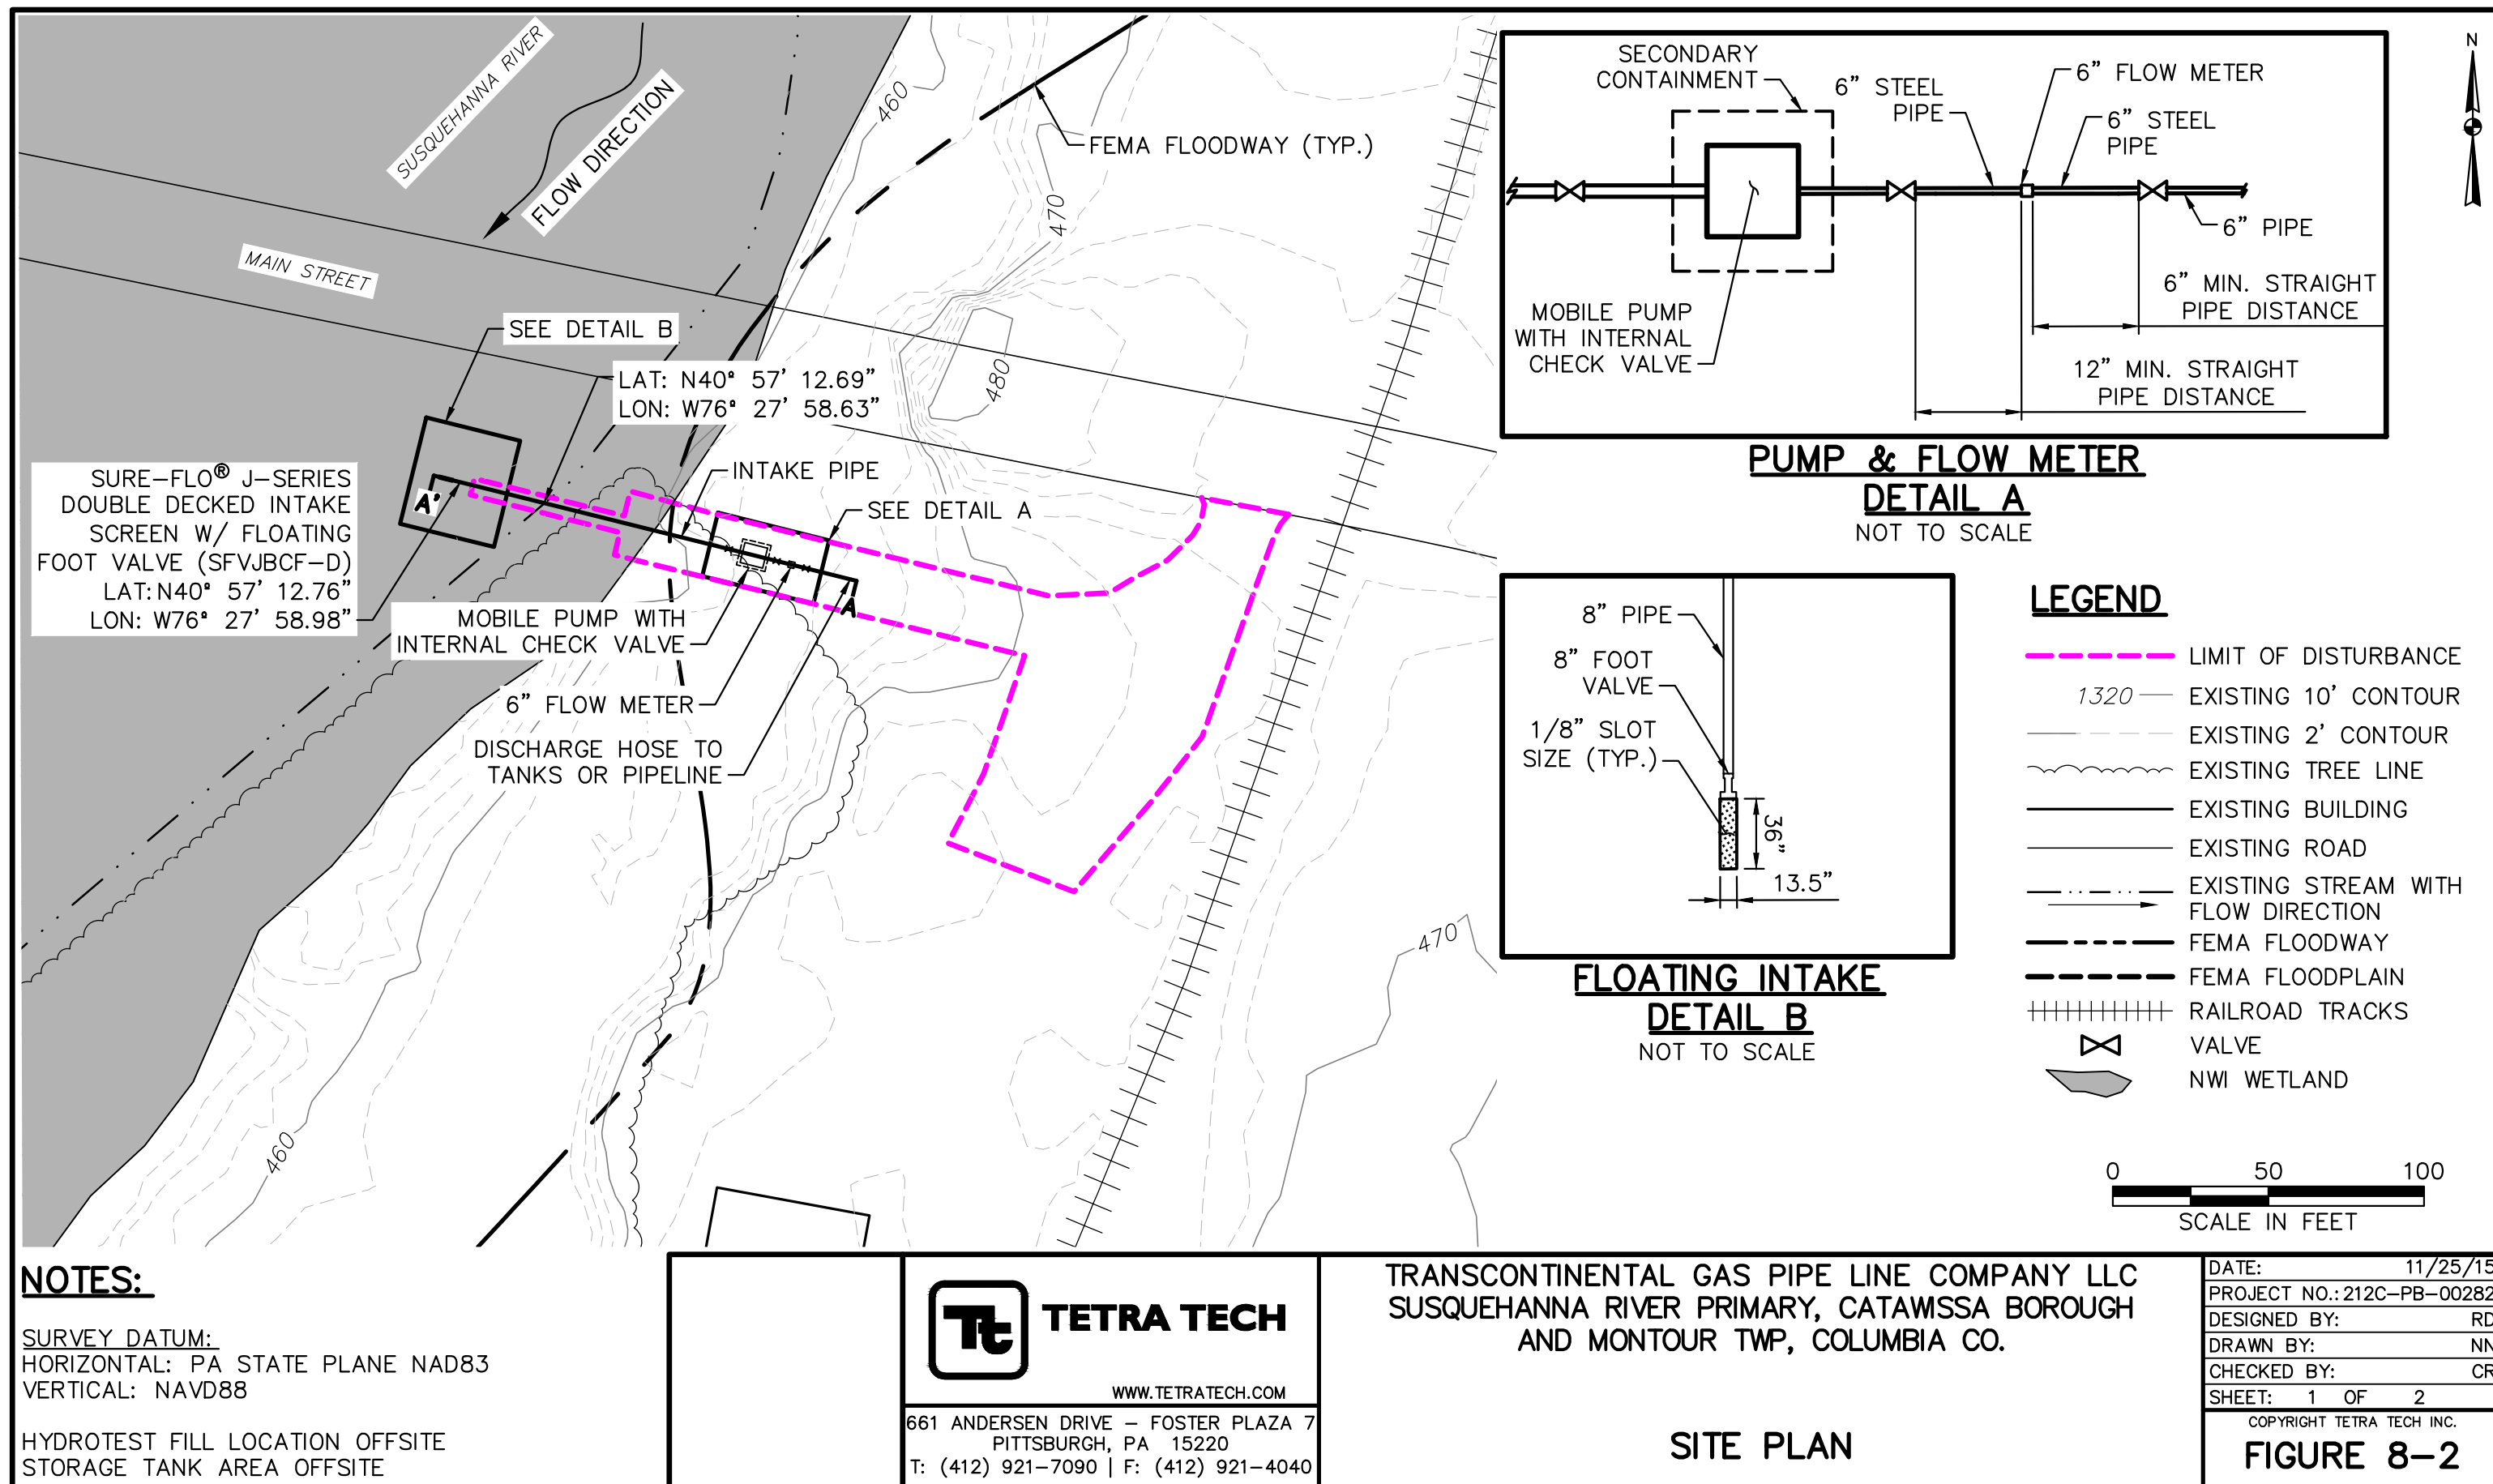 SUSQUEHANNA RIVER
FLOW DIRECTION
MAIN STREET
460
470
480
FEMA FLOODWAY (TYP.)
SEE DETAIL B
LAT: N40° 57' 12.69"
LON: W76° 27' 58.63"
SURE-FLO® J-SERIES
DOUBLE DECKED INTAKE
SCREEN W/ FLOATING
FOOT VALVE (SFVJBCF-D)
LAT: N40° 57' 12.76"
LON: W76° 27' 58.98"
A'
INTAKE PIPE
SEE DETAIL A
A
MOBILE PUMP WITH
INTERNAL CHECK VALVE
6" FLOW METER
DISCHARGE HOSE TO
TANKS OR PIPELINE
470
460
SECONDARY
CONTAINMENT
6" STEEL
PIPE
6" FLOW METER
6" STEEL
PIPE
6" PIPE
MOBILE PUMP
WITH INTERNAL
CHECK VALVE
6" MIN. STRAIGHT
PIPE DISTANCE
12" MIN. STRAIGHT
PIPE DISTANCE
PUMP & FLOW METER
DETAIL A
NOT TO SCALE
N
8" PIPE
8" FOOT
VALVE
1/8" SLOT
SIZE (TYP.)
36"
13.5"
FLOATING INTAKE
DETAIL B
NOT TO SCALE
LEGEND
LIMIT OF DISTURBANCE
1320 EXISTING 10' CONTOUR
EXISTING 2' CONTOUR
EXISTING TREE LINE
EXISTING BUILDING
EXISTING ROAD
EXISTING STREAM WITH
FLOW DIRECTION
FEMA FLOODWAY
FEMA FLOODPLAIN
RAILROAD TRACKS
VALVE
NWI WETLAND
0 50 100
SCALE IN FEET
NOTES:
SURVEY DATUM:
HORIZONTAL: PA STATE PLANE NAD83
VERTICAL: NAVD88
HYDROTEST FILL LOCATION OFFSITE
STORAGE TANK AREA OFFSITE
Tt TETRA TECH
WWW.TETRATECH.COM
661 ANDERSEN DRIVE - FOSTER PLAZA 7
PITTSBURGH, PA 15220
T: (412) 921-7090 | F: (412) 921-4040
TRANSCONTINENTAL GAS PIPE LINE COMPANY LLC
SUSQUEHANNA RIVER PRIMARY, CATAWISSA BOROUGH
AND MONTOUR TWP, COLUMBIA CO.
SITE PLAN
DATE: 11/25/15
PROJECT NO.: 212C-PB-00282
DESIGNED BY: RD
DRAWN BY: NN
CHECKED BY: CR
SHEET: 1 OF 2
COPYRIGHT TETRA TECH INC.
FIGURE 8-2